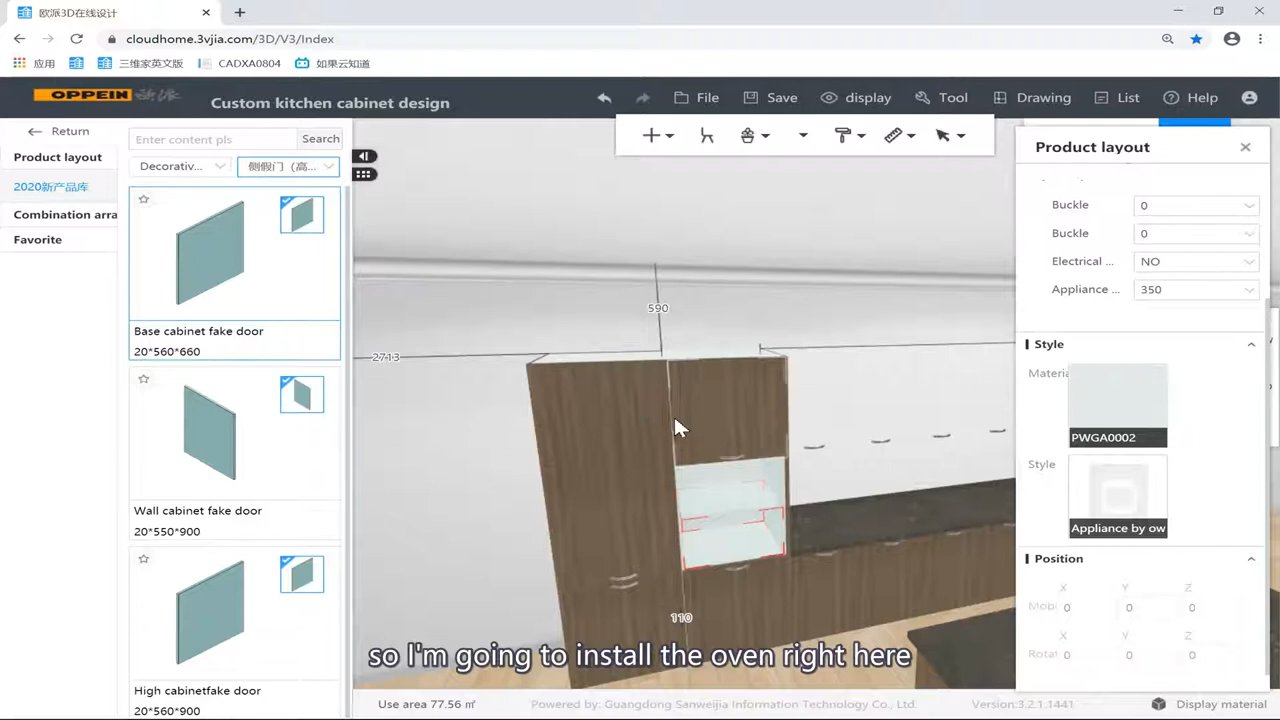 欧派3D在线设计
cloudhome.3vjia.com/3D/V3/Index
应用
三维家英文版
CADXA0804
如果云知道
OPPEIN
Custom kitchen cabinet design
File
Save
display
Tool
Drawing
List
Help
Return
Product layout
2020新产品库
Combination arra
Favorite
Enter content pls
Search
Decorativ...
侧假门（高...
Base cabinet fake door
20*560*660
Wall cabinet fake door
20*550*900
High cabinetfake door
20*560*900
590
2713
110
so I'm going to install the oven right here
Product layout
Buckle 0
Buckle 0
Electrical ... NO
Appliance ... 350
Style
Materia
PWGA0002
Style
Appliance by ow
Position
X Y Z
Mobi 0 0 0
X Y Z
Rotat 0 0 0
Use area 77.56 ㎡
Powered by: Guangdong Sanweijia Information Technology Co., Ltd.
Version:3.2.1.1441
Display material